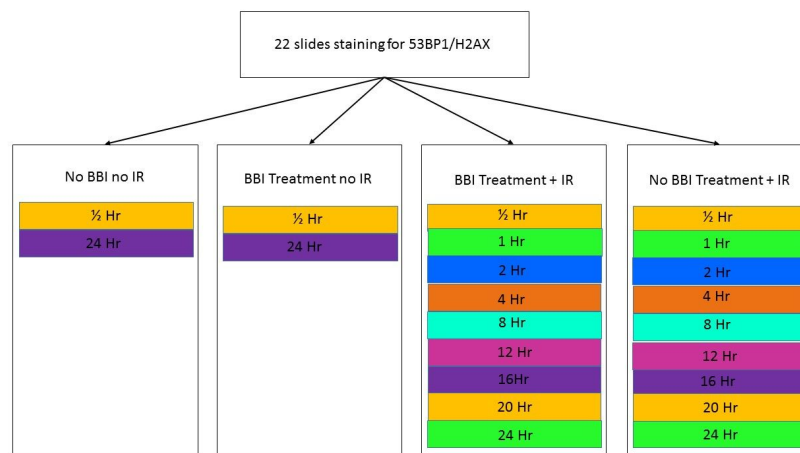 22 slides staining for 53BP1/H2AX
No BBI no IR
½ Hr
24 Hr
BBI Treatment no IR
½ Hr
24 Hr
BBI Treatment + IR
½ Hr
1 Hr
2 Hr
4 Hr
8 Hr
12 Hr
16Hr
20 Hr
24 Hr
No BBI Treatment + IR
½ Hr
1 Hr
2 Hr
4 Hr
8 Hr
12 Hr
16 Hr
20 Hr
24 Hr